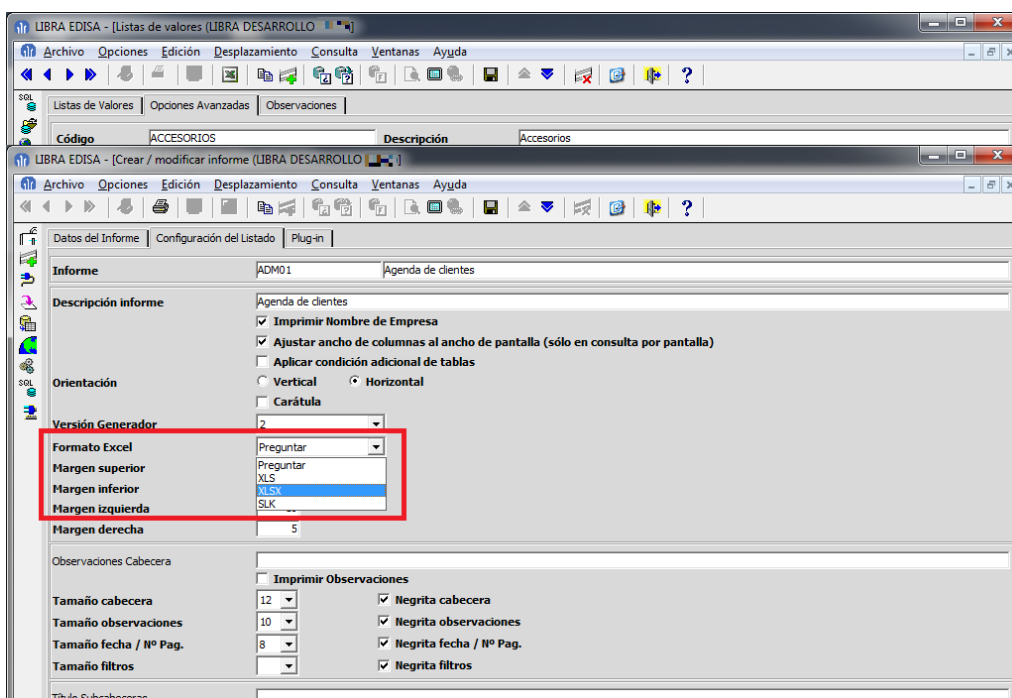 LIBRA EDISA - [Listas de valores (LIBRA DESARROLLO
Archivo Opciones Edición Desplazamiento Consulta Ventanas Ayuda
SQL
Listas de Valores Opciones Avanzadas Observaciones
Código ACCESORIOS Descripción Accesorios
LIBRA EDISA - [Crear / modificar informe (LIBRA DESARROLLO
Archivo Opciones Edición Desplazamiento Consulta Ventanas Ayuda
Datos del Informe Configuración del Listado Plug-in
Informe ADM01 Agenda de clientes
Descripción informe Agenda de clientes
Imprimir Nombre de Empresa
Ajustar ancho de columnas al ancho de pantalla (sólo en consulta por pantalla)
Aplicar condición adicional de tablas
SQL
Orientación Vertical Horizontal
Carátula
Versión Generador 2
Formato Excel Preguntar
Margen superior Preguntar
XLS
Margen inferior XLSX
Margen izquierda SLK
Margen derecha 5
Observaciones Cabecera
Imprimir Observaciones
Tamaño cabecera 12 Negrita cabecera
Tamaño observaciones 10 Negrita observaciones
Tamaño fecha / Nº Pag. 8 Negrita fecha / Nº Pag.
Tamaño filtros Negrita filtros
Título Subcabeceras